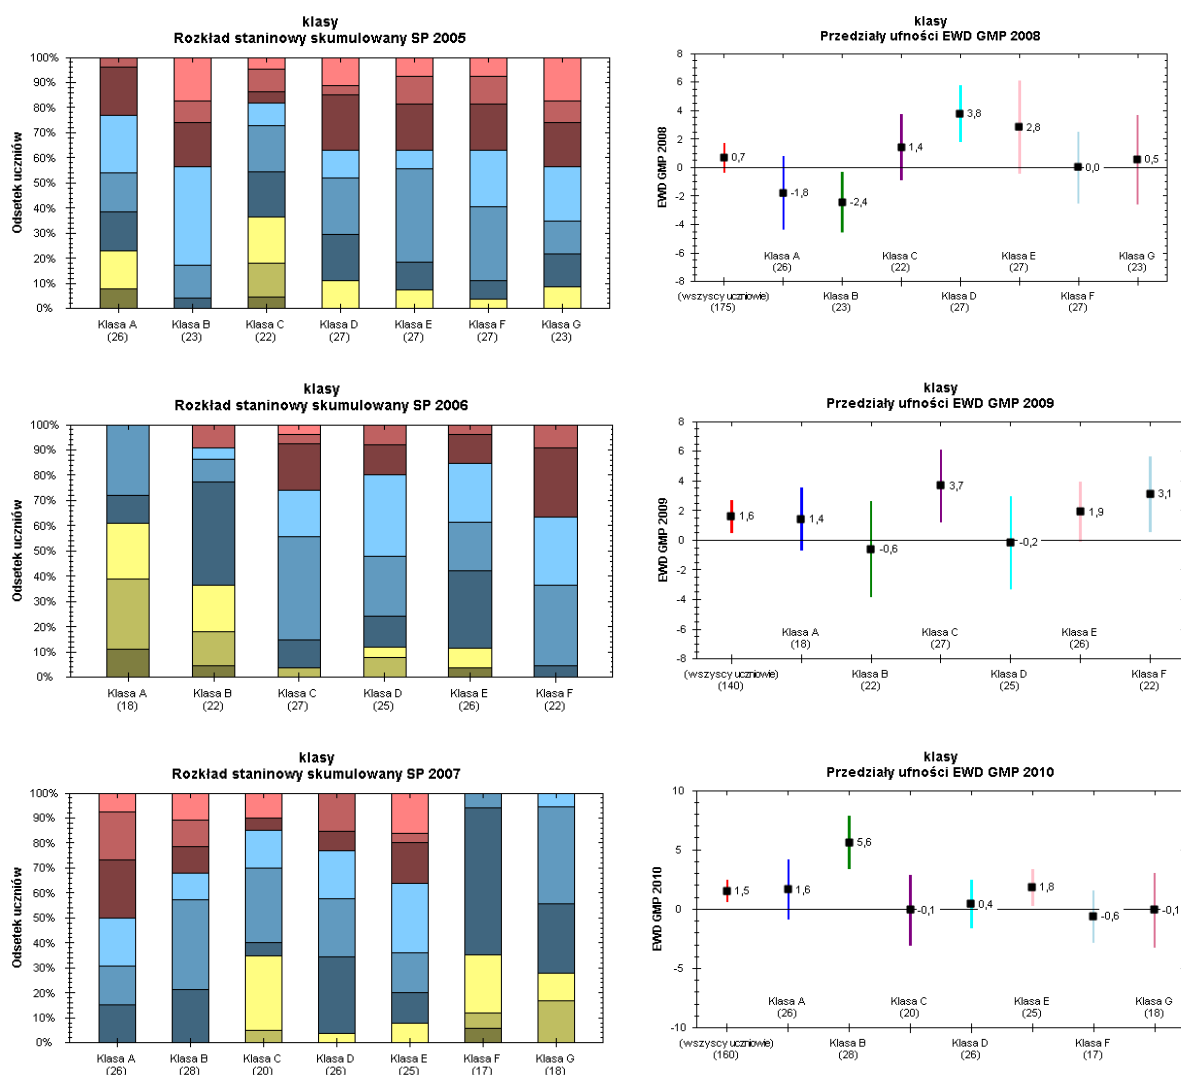 klasy
Rozkład staninowy skumulowany SP 2005
Odsetek uczniów
100%
90%
80%
70%
60%
50%
40%
30%
20%
10%
0%
Klasa A
(26)
Klasa B
(23)
Klasa C
(22)
Klasa D
(27)
Klasa E
(27)
Klasa F
(27)
Klasa G
(23)
klasy
Przedziały ufności EWD GMP 2008
EWD GMP 2008
8
6
4
2
0
-2
-4
-6
-8
0,7
-1,8
-2,4
1,4
3,8
2,8
0,0
0,5
(wszyscy uczniowie)
(175)
Klasa A
(26)
Klasa B
(23)
Klasa C
(22)
Klasa D
(27)
Klasa E
(27)
Klasa F
(27)
Klasa G
(23)
klasy
Rozkład staninowy skumulowany SP 2006
Odsetek uczniów
100%
90%
80%
70%
60%
50%
40%
30%
20%
10%
0%
Klasa A
(18)
Klasa B
(22)
Klasa C
(27)
Klasa D
(25)
Klasa E
(26)
Klasa F
(22)
klasy
Przedziały ufności EWD GMP 2009
EWD GMP 2009
8
6
4
2
0
-2
-4
-6
-8
1,6
1,4
-0,6
3,7
-0,2
1,9
3,1
(wszyscy uczniowie)
(140)
Klasa A
(18)
Klasa B
(22)
Klasa C
(27)
Klasa D
(25)
Klasa E
(26)
Klasa F
(22)
klasy
Rozkład staninowy skumulowany SP 2007
Odsetek uczniów
100%
90%
80%
70%
60%
50%
40%
30%
20%
10%
0%
Klasa A
(26)
Klasa B
(28)
Klasa C
(20)
Klasa D
(26)
Klasa E
(25)
Klasa F
(17)
Klasa G
(18)
klasy
Przedziały ufności EWD GMP 2010
EWD GMP 2010
10
5
0
-5
-10
1,5
1,6
5,6
-0,1
0,4
1,8
-0,6
-0,1
(wszyscy uczniowie)
(160)
Klasa A
(26)
Klasa B
(28)
Klasa C
(20)
Klasa D
(26)
Klasa E
(25)
Klasa F
(17)
Klasa G
(18)